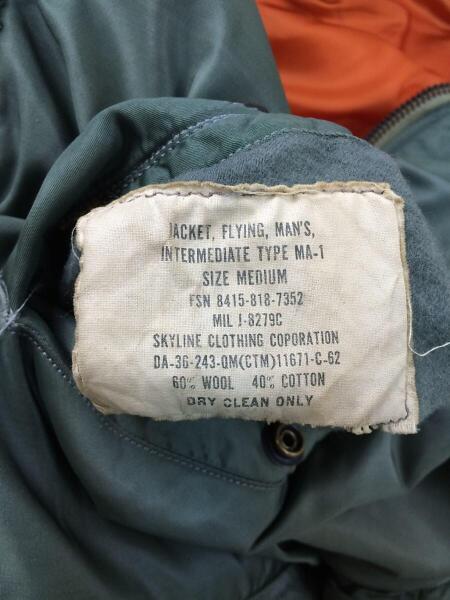 JACKET, FLYING, MAN'S,
INTERMEDIATE TYPE MA-1
SIZE MEDIUM
FSN 8415-818-7352
MIL J-8279C
SKYLINE CLOTHING COPORATION
DA-36-243-QM(CTM)11671-C-62
60% WOOL 40% COTTON
DRY CLEAN ONLY